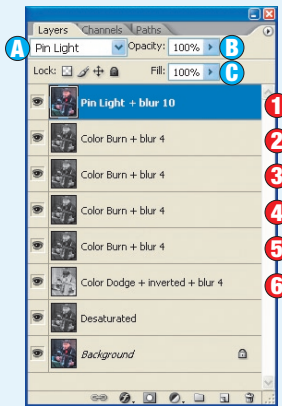 Layers Channels Paths
A Pin Light Opacity: 100% B
Lock: Fill: 100% C
Pin Light + blur 10 1
Color Burn + blur 4 2
Color Burn + blur 4 3
Color Burn + blur 4 4
Color Burn + blur 4 5
Color Dodge + inverted + blur 4 6
Desaturated
Background